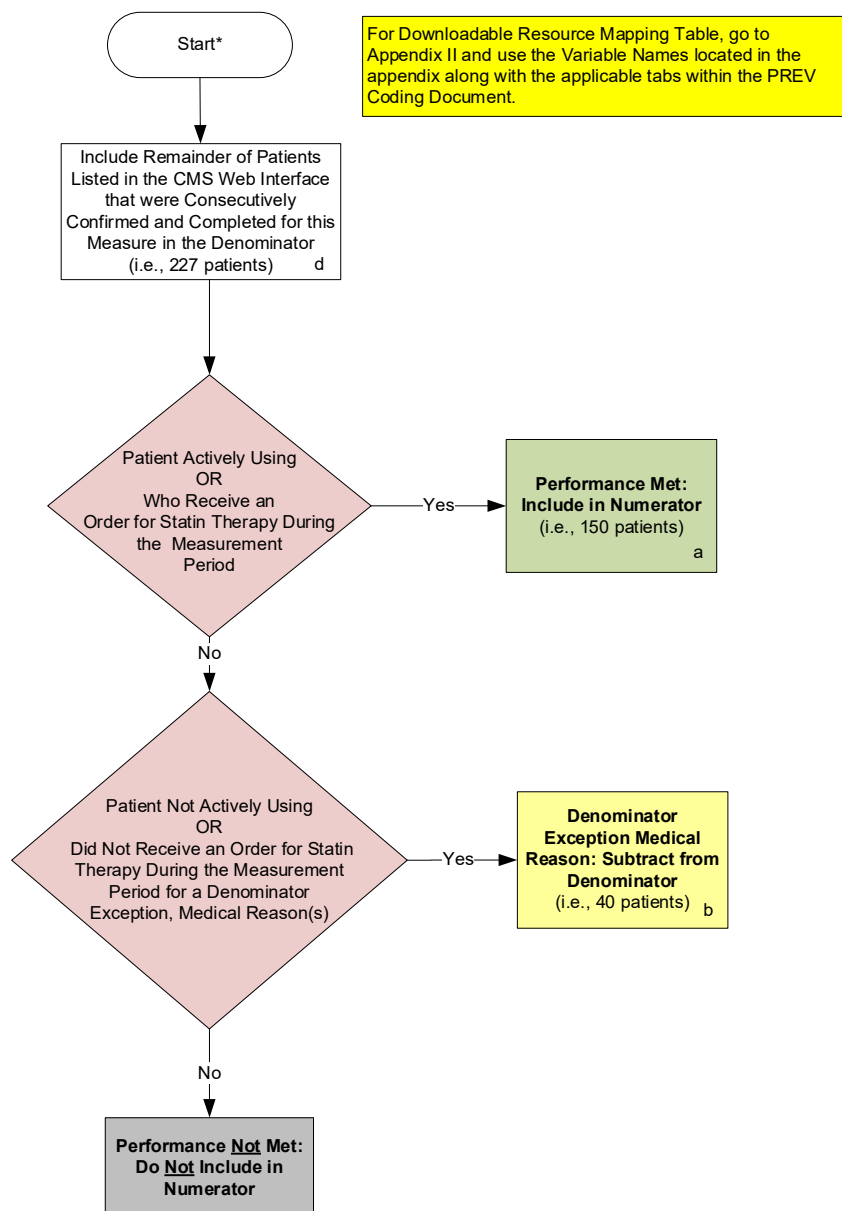 Start*
For Downloadable Resource Mapping Table, go to
Appendix II and use the Variable Names located in the
appendix along with the applicable tabs within the PREV
Coding Document.
Include Remainder of Patients
Listed in the CMS Web Interface
that were Consecutively
Confirmed and Completed for this
Measure in the Denominator
(i.e., 227 patients)
d
Patient Actively Using
OR
Who Receive an
Order for Statin Therapy During
the Measurement
Period
Yes
Performance Met:
Include in Numerator
(i.e., 150 patients)
a
No
Patient Not Actively Using
OR
Did Not Receive an Order for Statin
Therapy During the Measurement
Period for a Denominator
Exception, Medical Reason(s)
Yes
Denominator
Exception Medical
Reason: Subtract from
Denominator
(i.e., 40 patients)
b
No
Performance Not Met:
Do Not Include in
Numerator